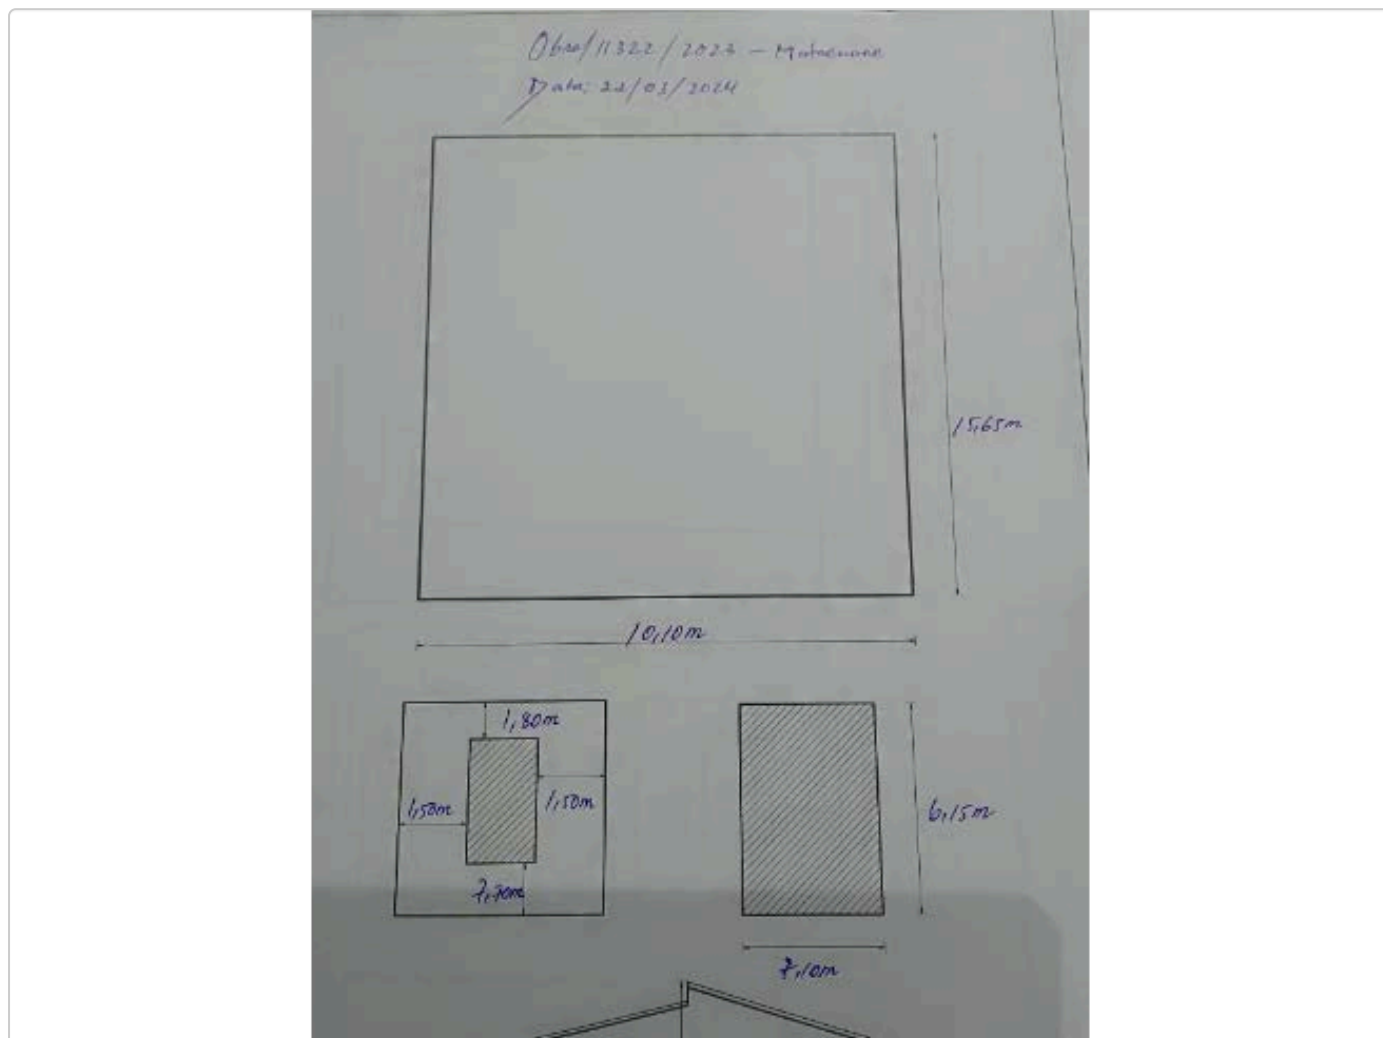 Obra/11322/2023 – Matacuane
Data: 22/03/2024
15,65m
10,10m
1,80m
1,50m
1,50m
7,70m
6,15m
7,10m